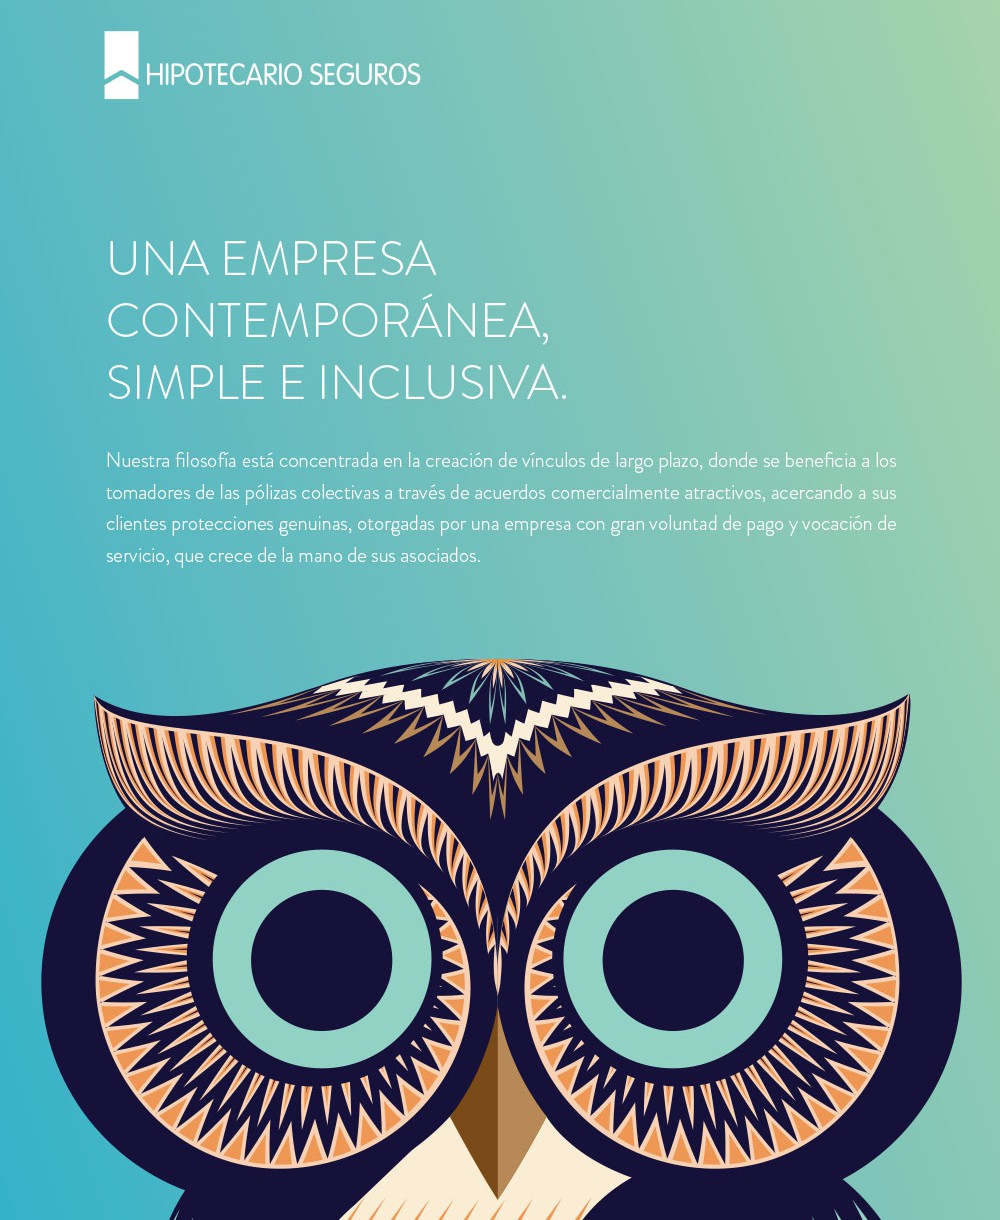 HIPOTECARIO SEGUROS
UNA EMPRESA
CONTEMPORÁNEA,
SIMPLE E INCLUSIVA.
Nuestra filosofía está concentrada en la creación de vínculos de largo plazo, donde se beneficia a los
tomadores de las pólizas colectivas a través de acuerdos comercialmente atractivos, acercando a sus
clientes protecciones genuinas, otorgadas por una empresa con gran voluntad de pago y vocación de
servicio, que crece de la mano de sus asociados.